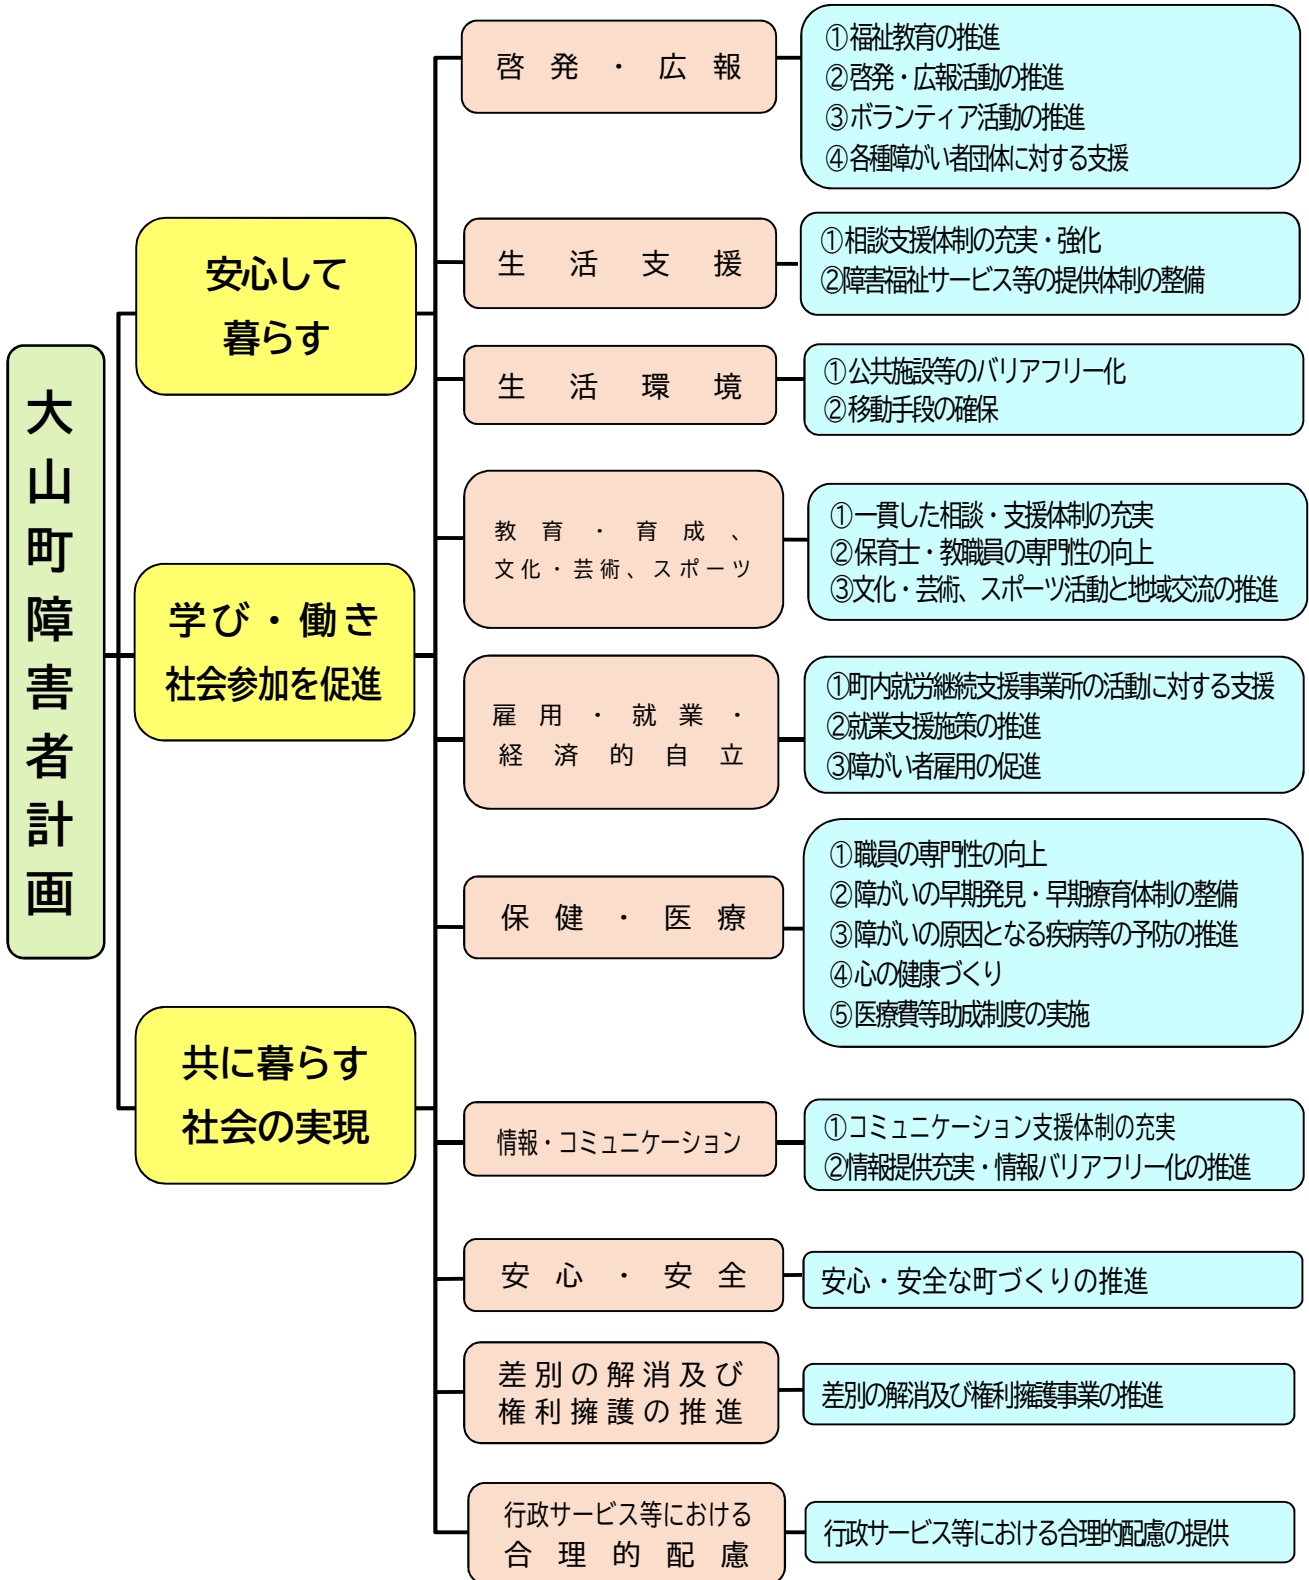 大山町障害者計画
安心して
暮らす
学び・働き
社会参加を促進
共に暮らす
社会の実現
啓発・広報
①福祉教育の推進
②啓発・広報活動の推進
③ボランティア活動の推進
④各種障がい者団体に対する支援
生活支援
①相談支援体制の充実・強化
②障害福祉サービス等の提供体制の整備
生活環境
①公共施設等のバリアフリー化
②移動手段の確保
教育・育成、
文化・芸術、スポーツ
①一貫した相談・支援体制の充実
②保育士・教職員の専門性の向上
③文化・芸術、スポーツ活動と地域交流の推進
雇用・就業・
経済的自立
①町内就労継続支援事業所の活動に対する支援
②就業支援施策の推進
③障がい者雇用の促進
保健・医療
①職員の専門性の向上
②障がいの早期発見・早期療育体制の整備
③障がいの原因となる疾病等の予防の推進
④心の健康づくり
⑤医療費等助成制度の実施
情報・コミュニケーション
①コミュニケーション支援体制の充実
②情報提供充実・情報バリアフリー化の推進
安心・安全
安心・安全な町づくりの推進
差別の解消及び
権利擁護の推進
差別の解消及び権利擁護事業の推進
行政サービス等における
合理的配慮
行政サービス等における合理的配慮の提供